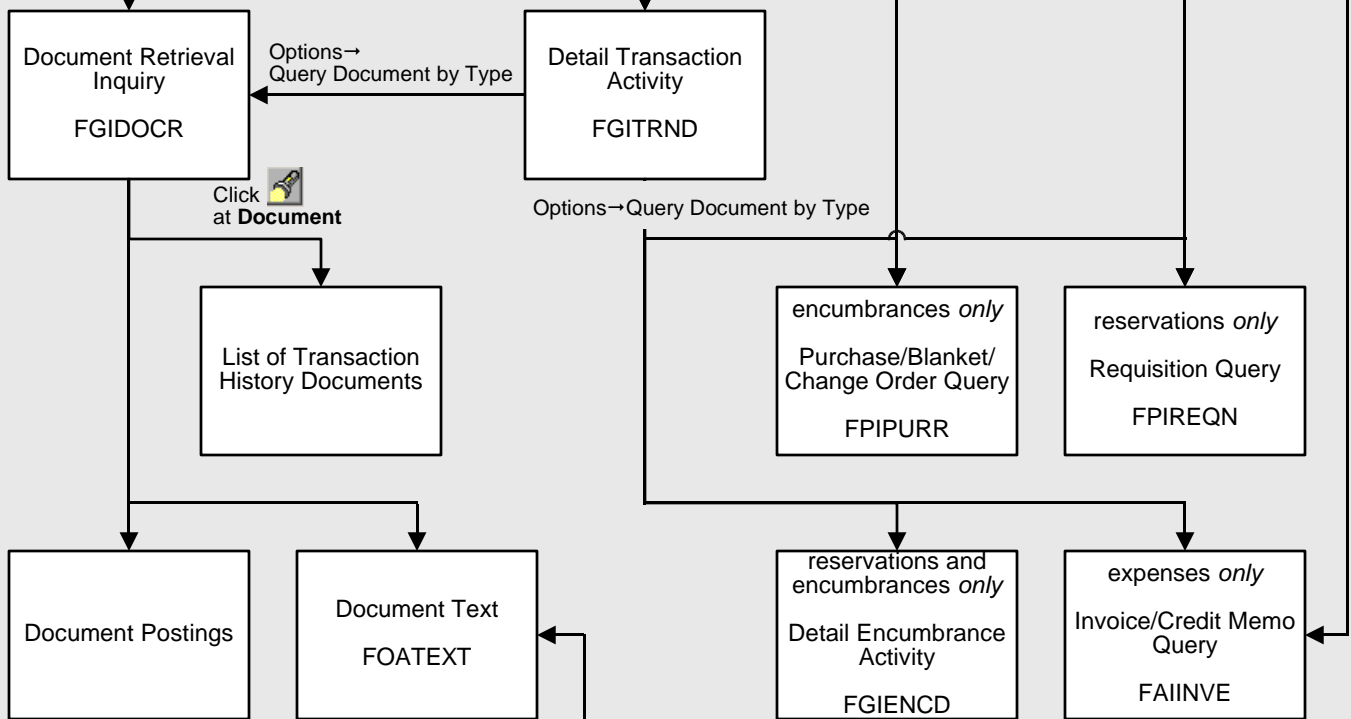 Document Retrieval
Inquiry
FGIDOCR
Options→
Query Document by Type
Detail Transaction
Activity
FGITRND
Click
at Document
Options→Query Document by Type
List of Transaction
History Documents
encumbrances only
Purchase/Blanket/
Change Order Query
FPIPURR
reservations only
Requisition Query
FPIREQN
Document Postings
Document Text
FOATEXT
reservations and
encumbrances only
Detail Encumbrance
Activity
FGIENCD
expenses only
Invoice/Credit Memo
Query
FAIINVE